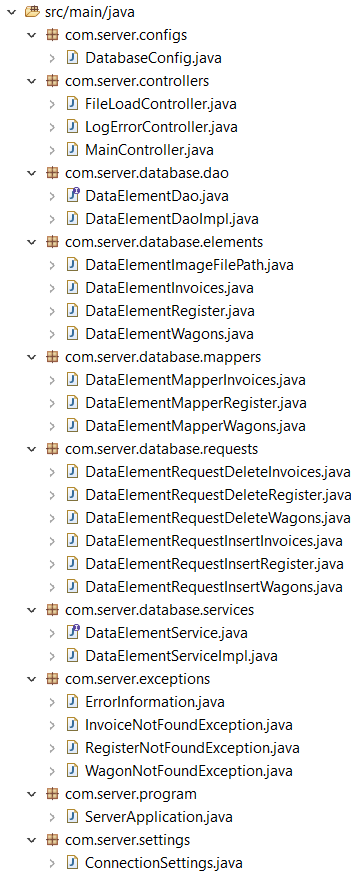 src/main/java
com.server.configs
DatabaseConfig.java
com.server.controllers
FileLoadController.java
LogErrorController.java
MainController.java
com.server.database.dao
DataElementDao.java
DataElementDaoImpl.java
com.server.database.elements
DataElementImageFilePath.java
DataElementInvoices.java
DataElementRegister.java
DataElementWagons.java
com.server.database.mappers
DataElementMapperInvoices.java
DataElementMapperRegister.java
DataElementMapperWagons.java
com.server.database.requests
DataElementRequestDeleteInvoices.java
DataElementRequestDeleteRegister.java
DataElementRequestDeleteWagons.java
DataElementRequestInsertInvoices.java
DataElementRequestInsertRegister.java
DataElementRequestInsertWagons.java
com.server.database.services
DataElementService.java
DataElementServiceImpl.java
com.server.exceptions
ErrorInformation.java
InvoiceNotFoundException.java
RegisterNotFoundException.java
WagonNotFoundException.java
com.server.program
ServerApplication.java
com.server.settings
ConnectionSettings.java